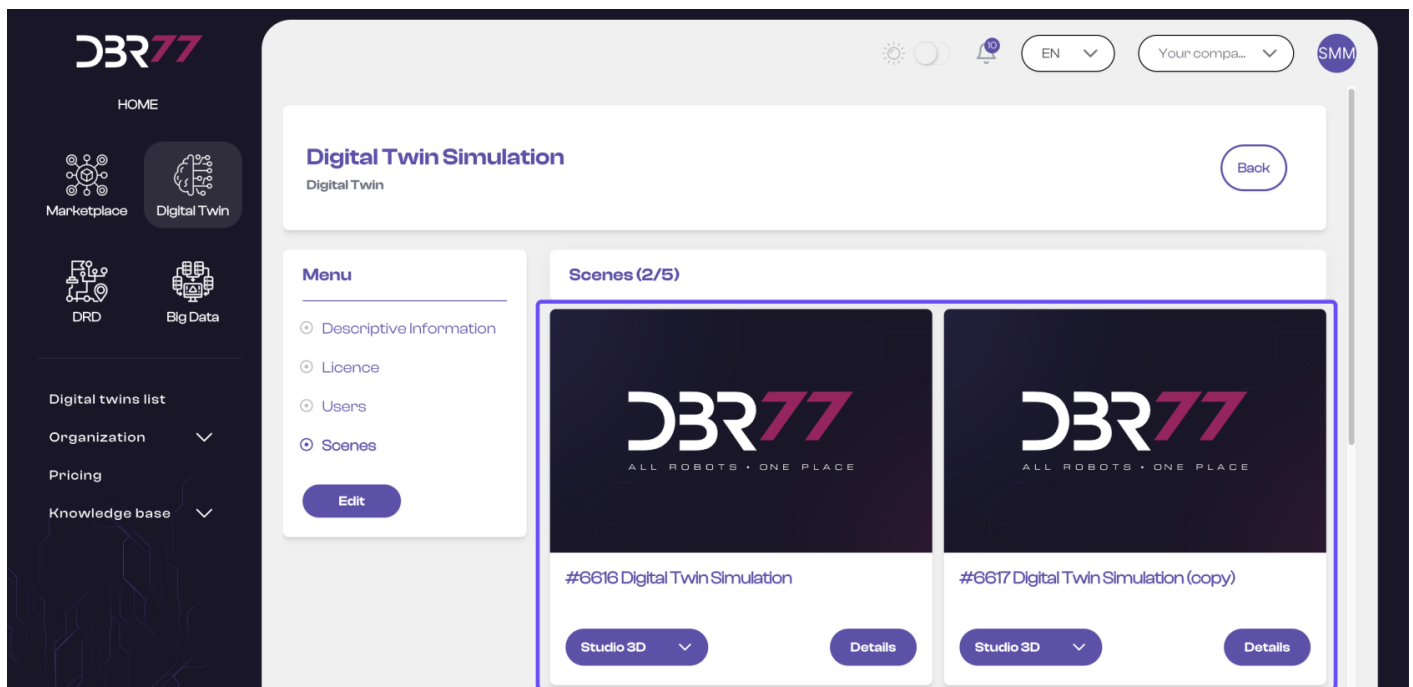 DBR77
HOME
Marketplace
Digital Twin
DRD
Big Data
Digital twins list
Organization
Pricing
Knowledge base
10
EN
Your compa...
SMM
Digital Twin Simulation
Digital Twin
Back
Menu
Descriptive Information
Licence
Users
Scenes
Edit
Scenes (2/5)
DBR77
ALL ROBOTS • ONE PLACE
#6616 Digital Twin Simulation
Studio 3D
Details
DBR77
ALL ROBOTS • ONE PLACE
#6617 Digital Twin Simulation (copy)
Studio 3D
Details